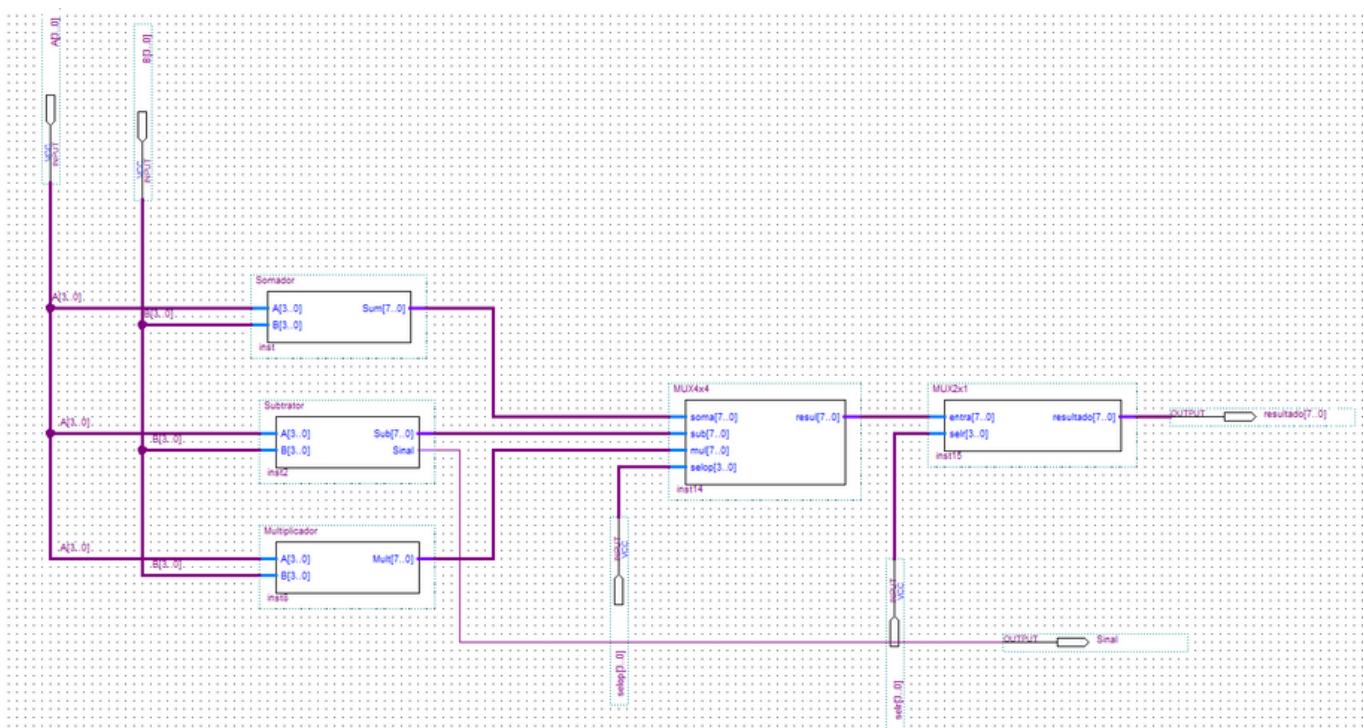 A[3..0]
B[3..0]
VCC
INPUT
VCC
INPUT
Somador
A[3..0]
A[3..0]
Sum[7..0]
B[3..0]
B[3..0]
inst
Subtrator
A[3..0]
A[3..0]
Sub[7..0]
B[3..0]
B[3..0]
Sinal
inst2
Multiplicador
A[3..0]
A[3..0]
Mult[7..0]
B[3..0]
B[3..0]
MUX4x4
soma[7..0]
resul[7..0]
sub[7..0]
mul[7..0]
selop[3..0]
inst14
MUX2x1
entra[7..0]
resultado[7..0]
selr[3..0]
inst15
OUTPUT
resultado[7..0]
INPUT
VCC
selop[3..0]
INPUT
VCC
selr[3..0]
OUTPUT
Sinal